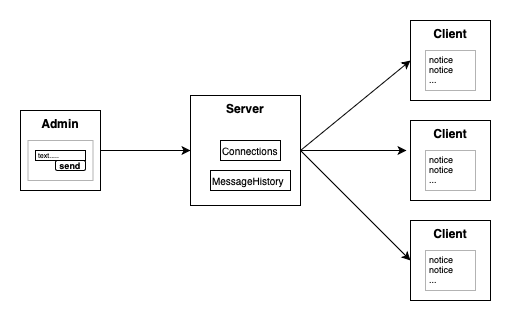 Admin
text.....
send
Server
Connections
MessageHistory
Client
notice
notice
...
Client
notice
notice
...
Client
notice
notice
...